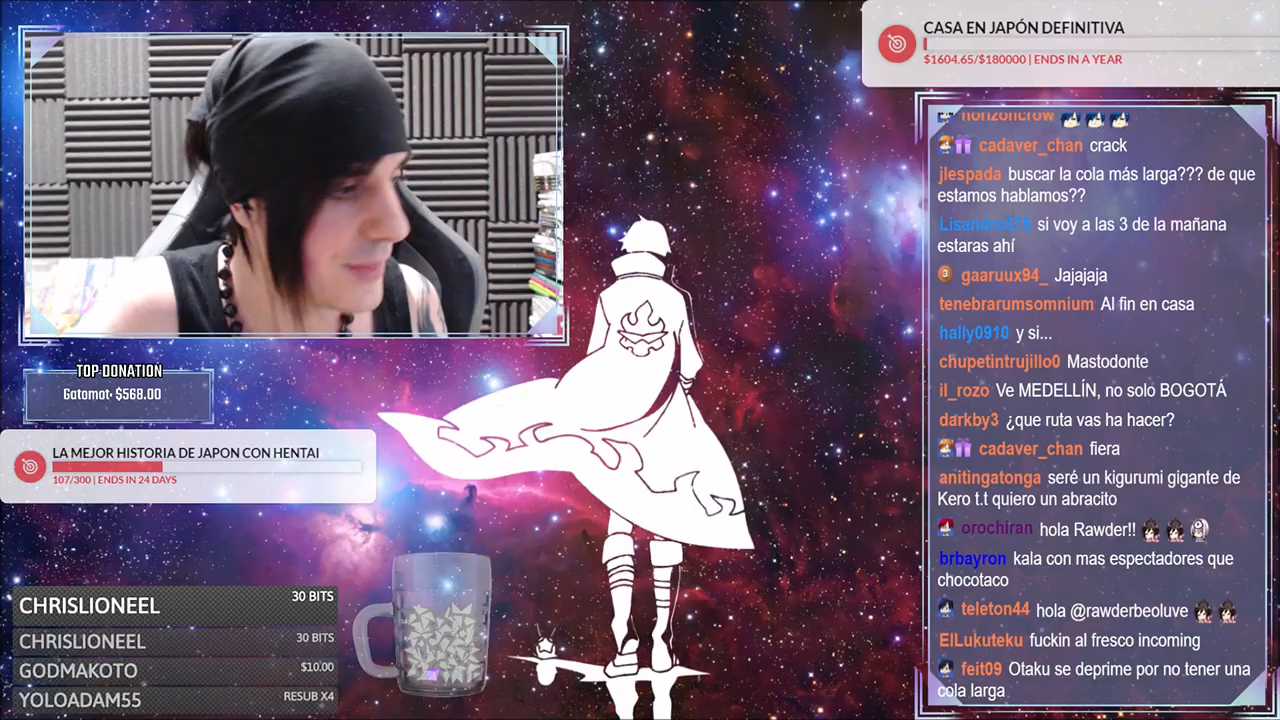 CASA EN JAPÓN DEFINITIVA
$1604.65/$180000 | ENDS IN A YEAR
horizoncrow
cadaver_chan crack
jlespada buscar la cola más larga??? de que
estamos hablamos??
Lisandru375 si voy a las 3 de la mañana
estaras ahí
gaaruux94_ Jajajaja
tenebrarumsomnium Al fin en casa
hally0910 y si...
chupetintrujillo0 Mastodonte
il_rozo Ve MEDELLÍN, no solo BOGOTÁ
darkby3 ¿que ruta vas ha hacer?
cadaver_chan fiera
anitingatonga seré un kigurumi gigante de
Kero t.t quiero un abracito
orochiran hola Rawder!!
brbayron kala con mas espectadores que
chocotaco
teleton44 hola @rawderbeoluve
ElLukuteku fuckin al fresco incoming
feit09 Otaku se deprime por no tener una
cola larga
TOP DONATION
Gatomat: $568.00
LA MEJOR HISTORIA DE JAPON CON HENTAI
107/300 | ENDS IN 24 DAYS
CHRISLIONEEL 30 BITS
CHRISLIONEEL 30 BITS
GODMAKOTO $10.00
YOLOADAM55 RESUB X4